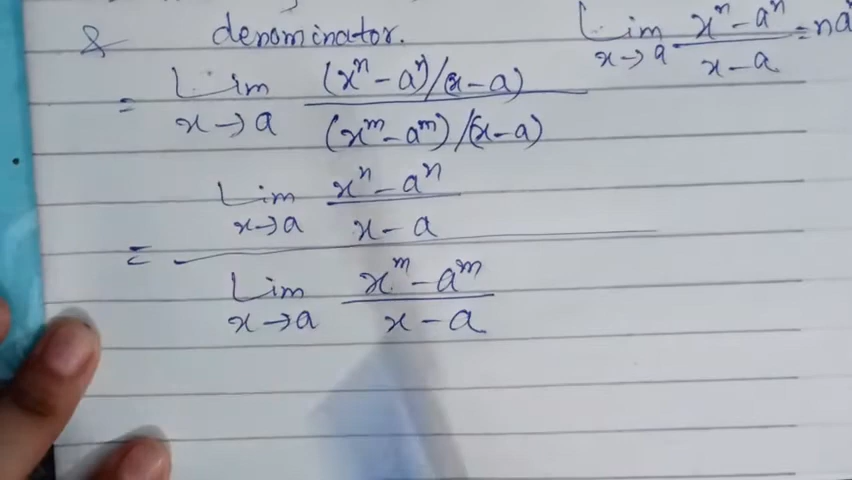 & denominator.
Lim x→a (xⁿ - aⁿ)/(x - a) = na
= Lim x→a ((xⁿ - aⁿ)/(x - a)) / ((xᵐ - aᵐ)/(x - a))
= (Lim x→a (xⁿ - aⁿ)/(x - a)) / (Lim x→a (xᵐ - aᵐ)/(x - a))